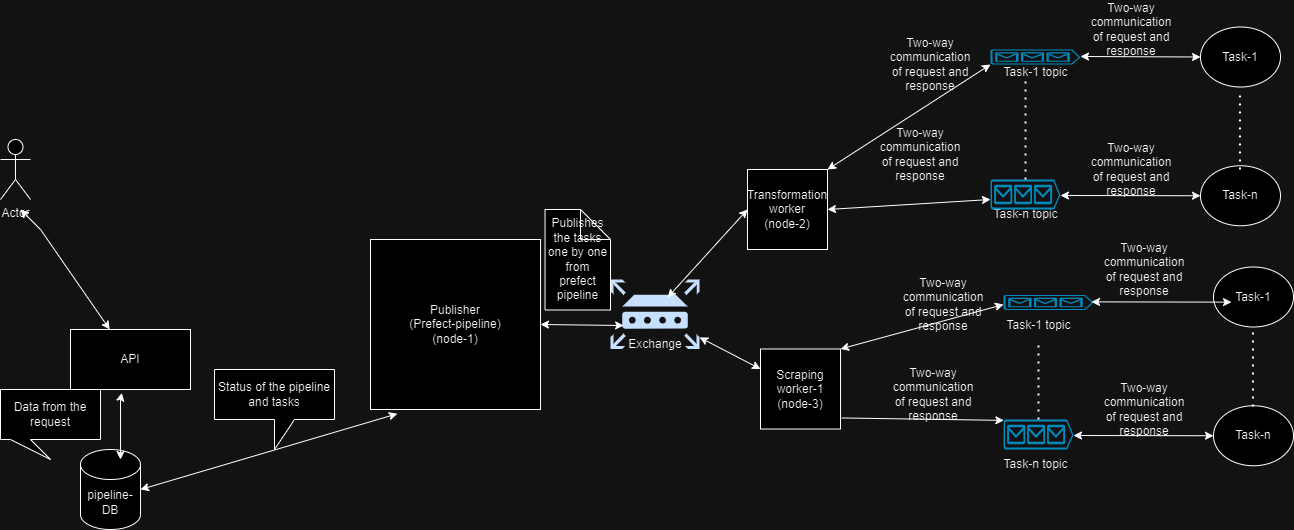 Two-way
communication
of request and
response
Task-1
Two-way
communication
of request and
response
Task-1 topic
Two-way
communication
of request and
response
Two-way
communication
of request and
Task-n
Task-n topic
Transformation
worker
(node-2)
Actor
API
Data from the
request
pipeline-
DB
Status of the pipeline
and tasks
Publisher
(Prefect-pipeline)
(node-1)
Publishes
the tasks
one by one
from
prefect
pipeline
Exchange
Two-way
communication
of request and
response
Task-1
Two-way
communication
of request and
response
Task-1 topic
Scraping
worker-1
(node-3)
Two-way
communication
of request and
response
Two-way
communication
of request and
response
Task-n
Task-n topic